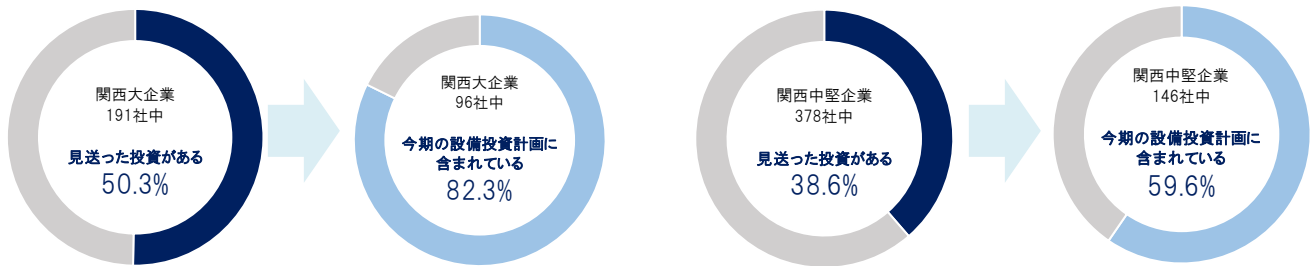 関西大企業
191社中
見送った投資がある
50.3%
関西大企業
96社中
今期の設備投資計画に
含まれている
82.3%
関西中堅企業
378社中
見送った投資がある
38.6%
関西中堅企業
146社中
今期の設備投資計画に
含まれている
59.6%